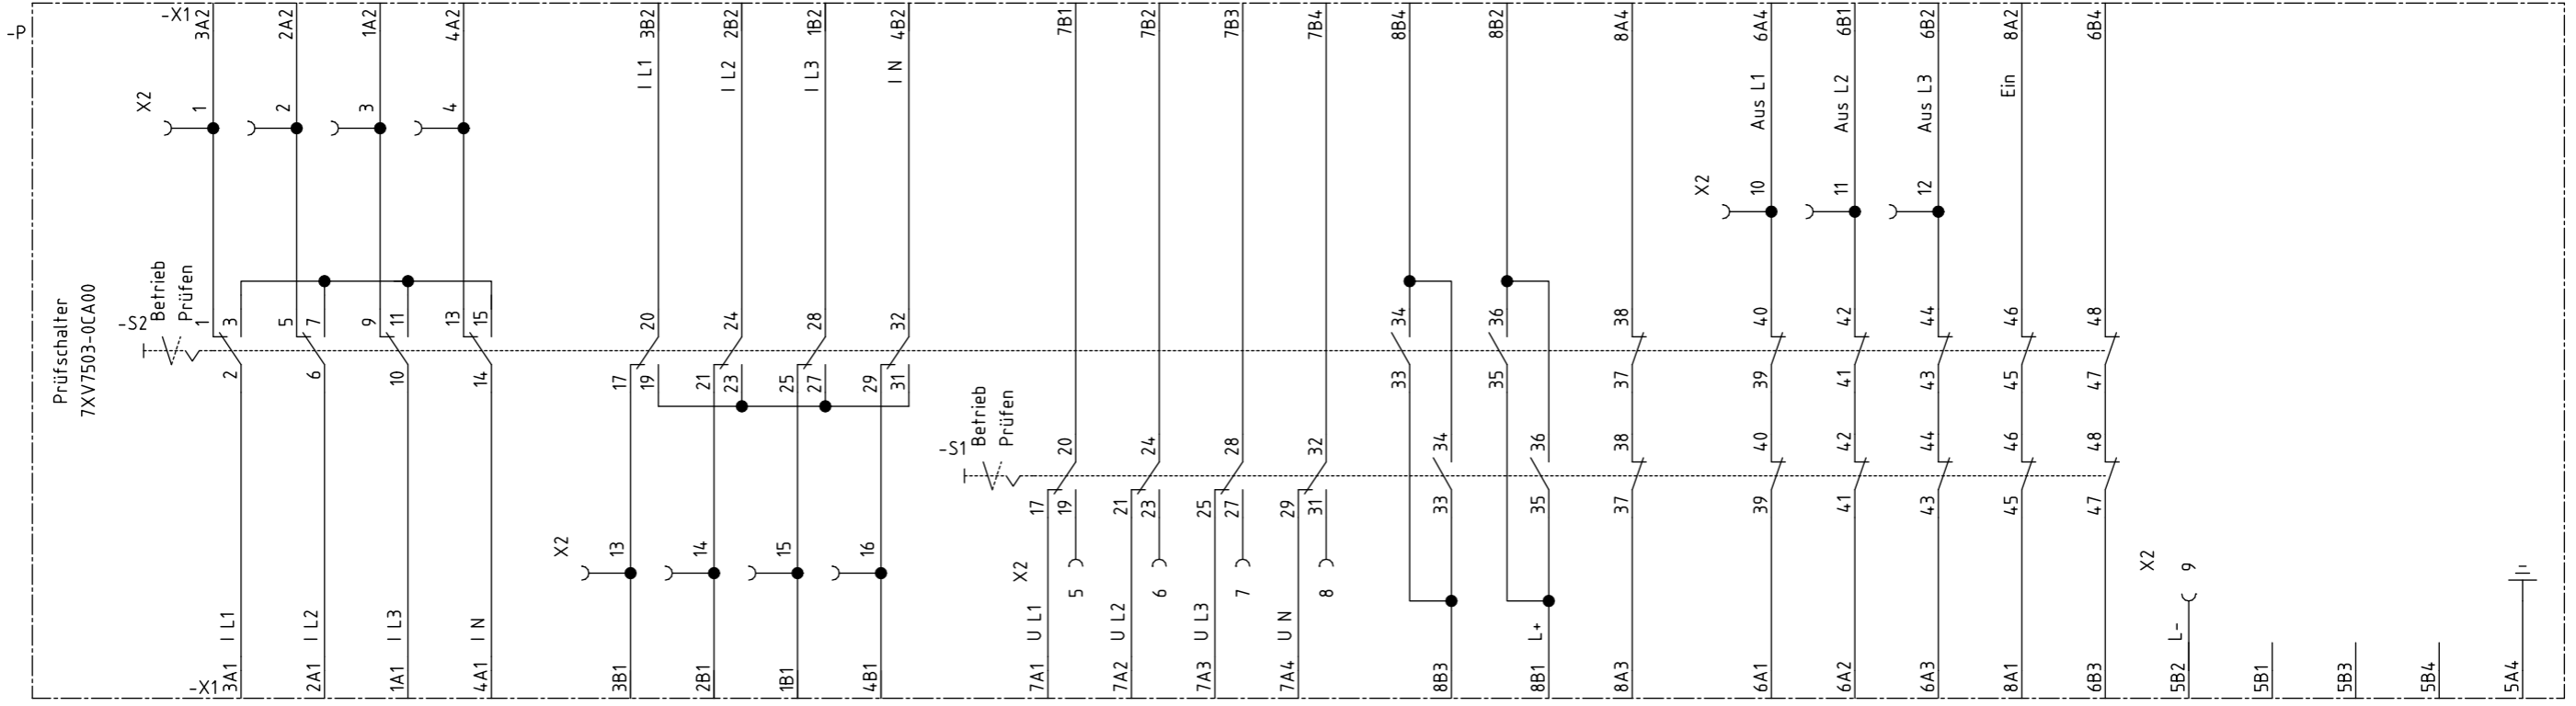 -P
-X1
3A2
2A2
1A2
4A2
3B2
2B2
1B2
4B2
7B1
7B2
7B3
7B4
8B4
8B2
8A4
6A4
6B1
6B2
8A2
6B4
I L1
I L2
I L3
I N
Aus L1
Aus L2
Aus L3
Ein
X2
1
2
3
4
X2
10
11
12
Prüfschalter
7XV7503-0CA00
-S2
Betrieb
Prüfen
1
3
5
7
9
11
13
15
20
24
28
32
34
36
38
40
42
44
46
48
2
6
10
14
17
19
21
23
25
27
29
31
33
35
37
39
41
43
45
47
-S1
Betrieb
Prüfen
20
24
28
32
34
36
38
40
42
44
46
48
17
19
21
23
25
27
29
31
33
35
37
39
41
43
45
47
X2
13
14
15
16
X2
5
6
7
8
X2
9
I L1
I L2
I L3
I N
U L1
U L2
U L3
U N
L+
L-
-X1
3A1
2A1
1A1
4A1
3B1
2B1
1B1
4B1
7A1
7A2
7A3
7A4
8B3
8B1
8A3
6A1
6A2
6A3
8A1
6B3
5B2
5B1
5B3
5B4
5A4